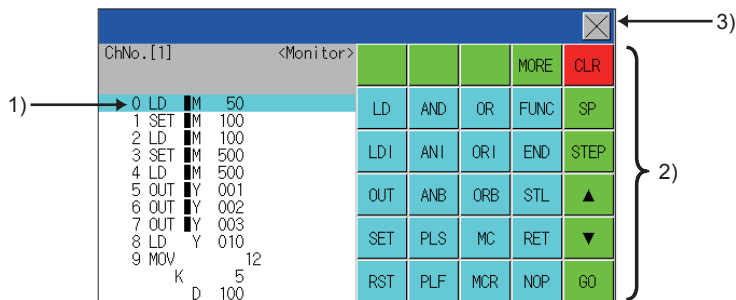 3)
ChNo.[1] <Monitor>
MORE CLR
1)
0 LD M 50
1 SET M 100
2 LD M 100
3 SET M 500
4 LD M 500
5 OUT Y 001
6 OUT Y 002
7 OUT Y 003
8 LD Y 010
9 MOV 12
K 5
D 100
LD AND OR FUNC SP
LDI ANI ORI END STEP
OUT ANB ORB STL ▲
SET PLS MC RET ▼
RST PLF MCR NOP GO
2)